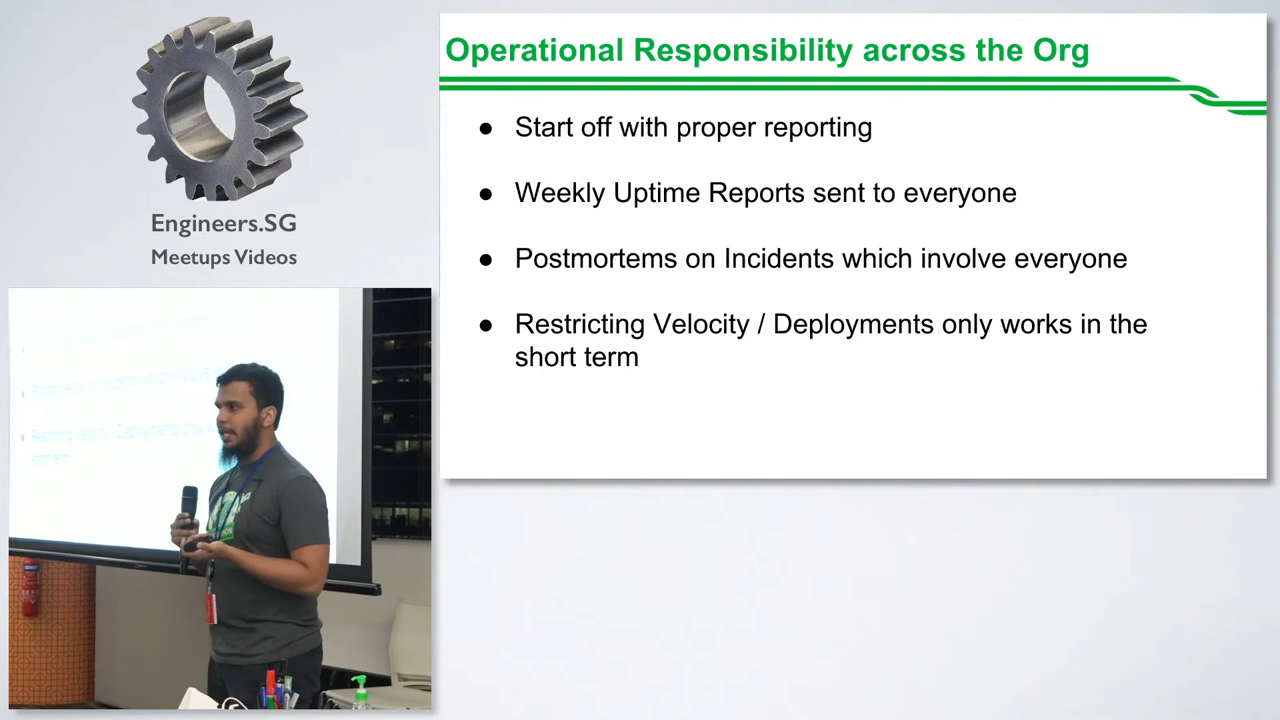 Engineers.SG
Meetups Videos
Operational Responsibility across the Org
● Start off with proper reporting
● Weekly Uptime Reports sent to everyone
● Postmortems on Incidents which involve everyone
● Restricting Velocity / Deployments only works in the
short term